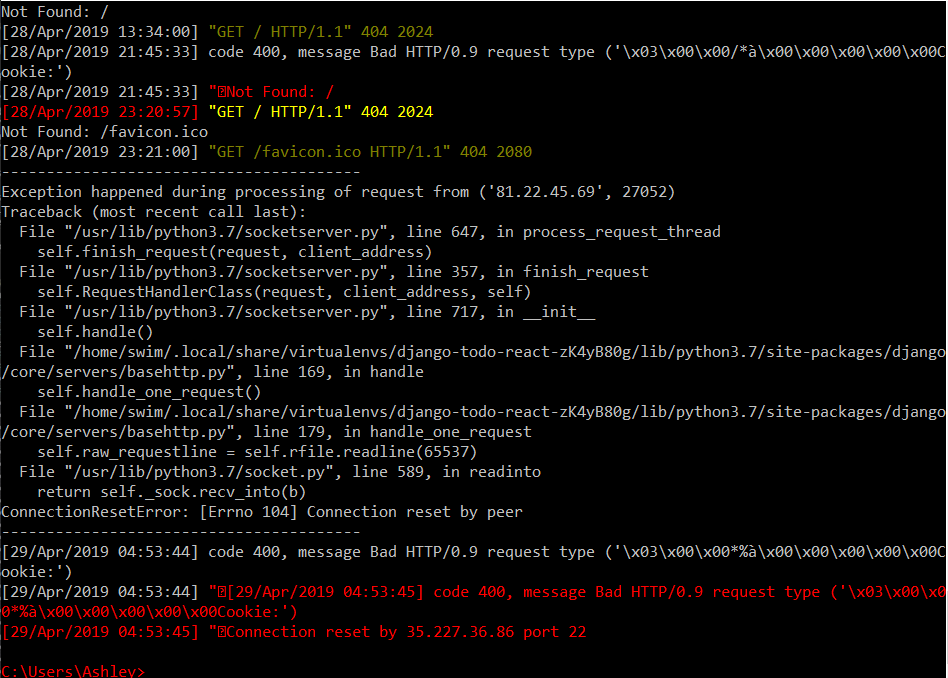 Not Found: /
[28/Apr/2019 13:34:00] "GET / HTTP/1.1" 404 2024
[28/Apr/2019 21:45:33] code 400, message Bad HTTP/0.9 request type ('\x03\x00\x00/*à\x00\x00\x00\x00\x00C
ookie:')
[28/Apr/2019 21:45:33] "Not Found: /
[28/Apr/2019 23:20:57] "GET / HTTP/1.1" 404 2024
Not Found: /favicon.ico
[28/Apr/2019 23:21:00] "GET /favicon.ico HTTP/1.1" 404 2080
----------------------------------------
Exception happened during processing of request from ('81.22.45.69', 27052)
Traceback (most recent call last):
  File "/usr/lib/python3.7/socketserver.py", line 647, in process_request_thread
    self.finish_request(request, client_address)
  File "/usr/lib/python3.7/socketserver.py", line 357, in finish_request
    self.RequestHandlerClass(request, client_address, self)
  File "/usr/lib/python3.7/socketserver.py", line 717, in __init__
    self.handle()
  File "/home/swim/.local/share/virtualenvs/django-todo-react-zK4yB80g/lib/python3.7/site-packages/django
/core/servers/basehttp.py", line 169, in handle
    self.handle_one_request()
  File "/home/swim/.local/share/virtualenvs/django-todo-react-zK4yB80g/lib/python3.7/site-packages/django
/core/servers/basehttp.py", line 179, in handle_one_request
    self.raw_requestline = self.rfile.readline(65537)
  File "/usr/lib/python3.7/socket.py", line 589, in readinto
    return self._sock.recv_into(b)
ConnectionResetError: [Errno 104] Connection reset by peer
----------------------------------------
[29/Apr/2019 04:53:44] code 400, message Bad HTTP/0.9 request type ('\x03\x00\x00*%à\x00\x00\x00\x00\x00C
ookie:')
[29/Apr/2019 04:53:44] "[29/Apr/2019 04:53:45] code 400, message Bad HTTP/0.9 request type ('\x03\x00\x0
0*%à\x00\x00\x00\x00\x00Cookie:')
[29/Apr/2019 04:53:45] "Connection reset by 35.227.36.86 port 22
C:\Users\Ashley>